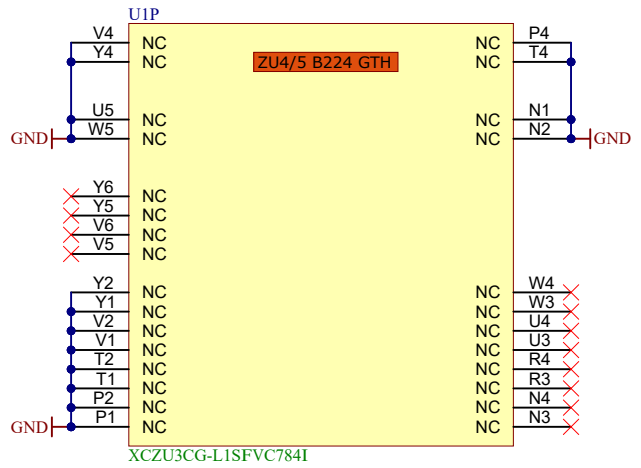 U1P
V4 NC NC P4
Y4 NC ZU4/5 B224 GTH NC T4
U5 NC NC N1
GND W5 NC NC N2 GND
Y6 NC
Y5 NC
V6 NC
V5 NC
Y2 NC NC W4
Y1 NC NC W3
V2 NC NC U4
V1 NC NC U3
T2 NC NC R4
T1 NC NC R3
P2 NC NC N4
GND P1 NC NC N3
XCZU3CG-L1SFVC784I